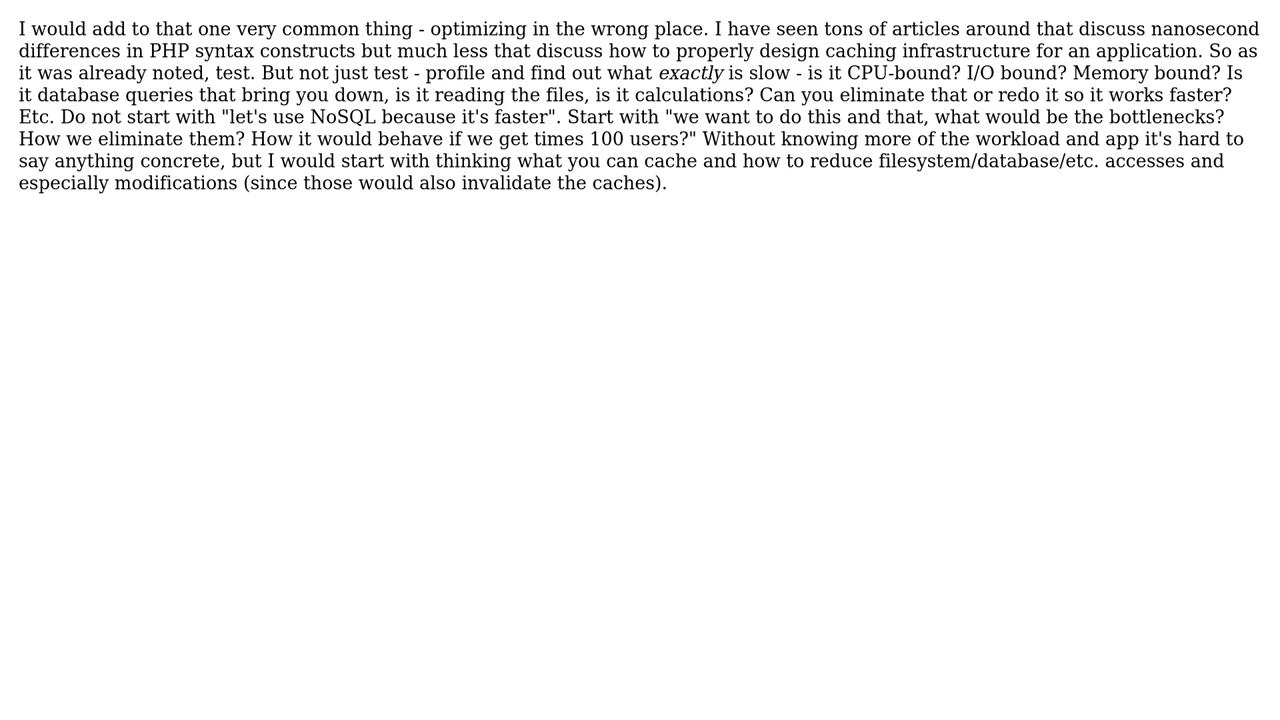 I would add to that one very common thing - optimizing in the wrong place. I have seen tons of articles around that discuss nanosecond
differences in PHP syntax constructs but much less that discuss how to properly design caching infrastructure for an application. So as
it was already noted, test. But not just test - profile and find out what exactly is slow - is it CPU-bound? I/O bound? Memory bound? Is
it database queries that bring you down, is it reading the files, is it calculations? Can you eliminate that or redo it so it works faster?
Etc. Do not start with "let's use NoSQL because it's faster". Start with "we want to do this and that, what would be the bottlenecks?
How we eliminate them? How it would behave if we get times 100 users?" Without knowing more of the workload and app it's hard to
say anything concrete, but I would start with thinking what you can cache and how to reduce filesystem/database/etc. accesses and
especially modifications (since those would also invalidate the caches).